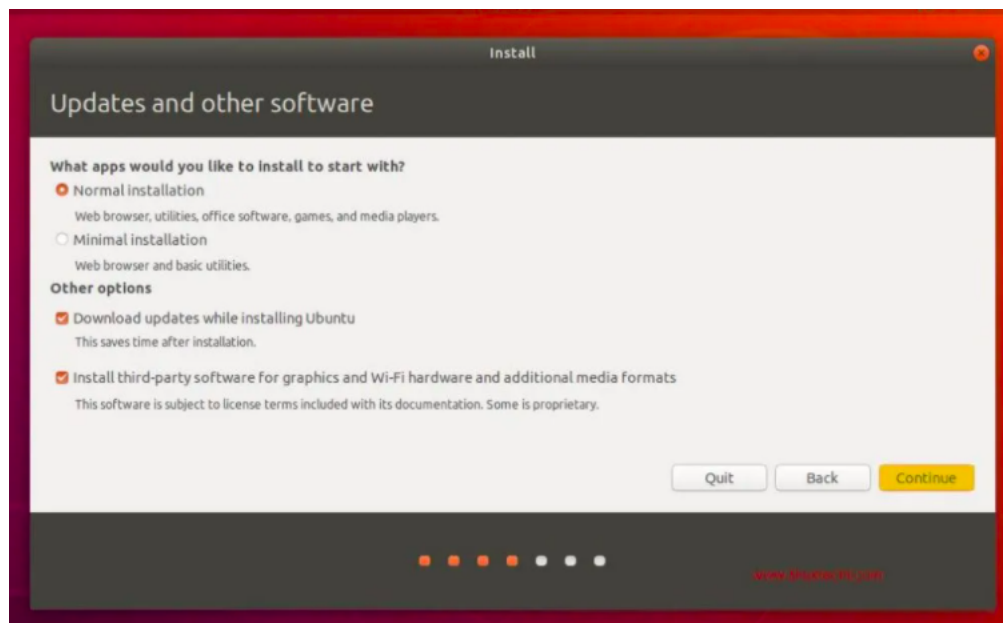 Install
Updates and other software
What apps would you like to install to start with?
Normal installation
Web browser, utilities, office software, games, and media players.
Minimal installation
Web browser and basic utilities.
Other options
Download updates while installing Ubuntu
This saves time after installation.
Install third-party software for graphics and Wi-Fi hardware and additional media formats
This software is subject to license terms included with its documentation. Some is proprietary.
Quit Back Continue